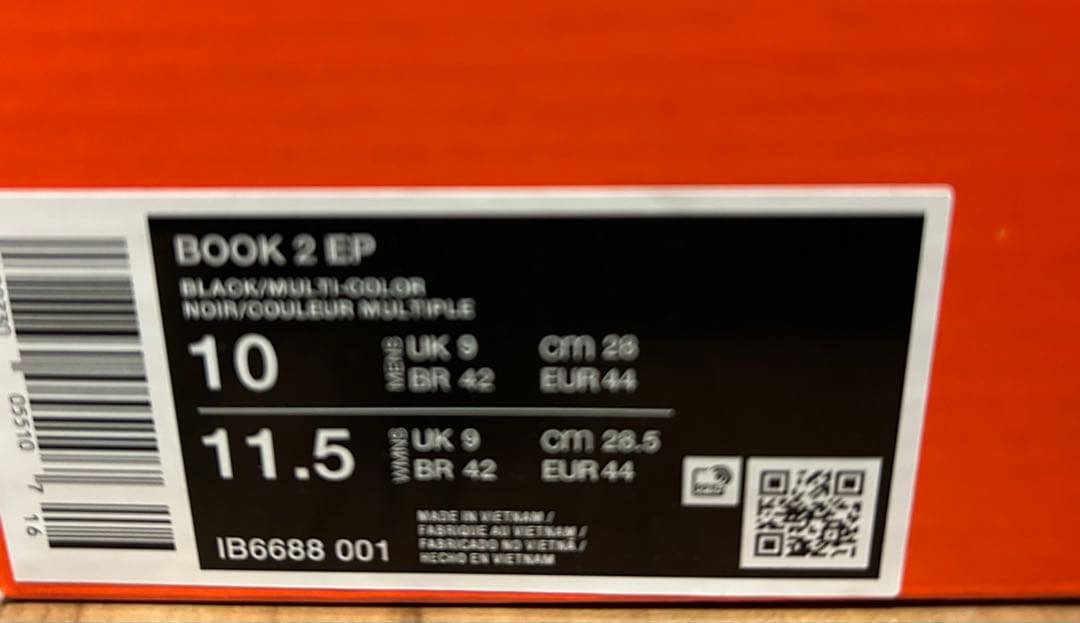 BOOK 2 EP
BLACK/MULTI-COLOR
NOIR/COULEUR MULTIPLE
10 MENS UK 9 cm 28
BR 42 EUR 44
11.5 WMNS UK 9 cm 28.5
BR 42 EUR 44
MADE IN VIETNAM /
FABRIQUE AU VIETNAM /
FABRICADO NO VIETNÃ /
HECHO EN VIETNAM
IB6688 001
05510 7 16